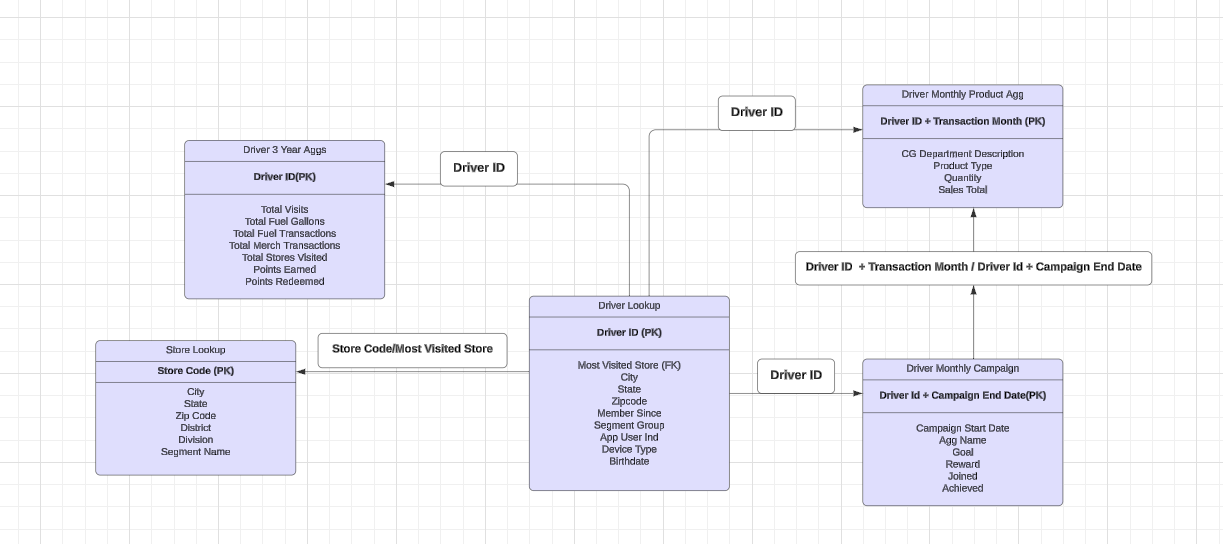 Driver Monthly Product Agg
Driver ID + Transaction Month (PK)
CG Department Description
Product Type
Quantity
Sales Total
Driver ID
Driver 3 Year Aggs
Driver ID(PK)
Total Visits
Total Fuel Gallons
Total Fuel Transactions
Total Merch Transactions
Total Stores Visited
Points Earned
Points Redeemed
Driver ID
Driver ID + Transaction Month / Driver Id + Campaign End Date
Driver Lookup
Driver ID (PK)
Most Visited Store (FK)
City
State
Zipcode
Member Since
Segment Group
App User Ind
Device Type
Birthdate
Store Code/Most Visited Store
Store Lookup
Store Code (PK)
City
State
Zip Code
District
Division
Segment Name
Driver ID
Driver Monthly Campaign
Driver Id + Campaign End Date(PK)
Campaign Start Date
Agg Name
Goal
Reward
Joined
Achieved